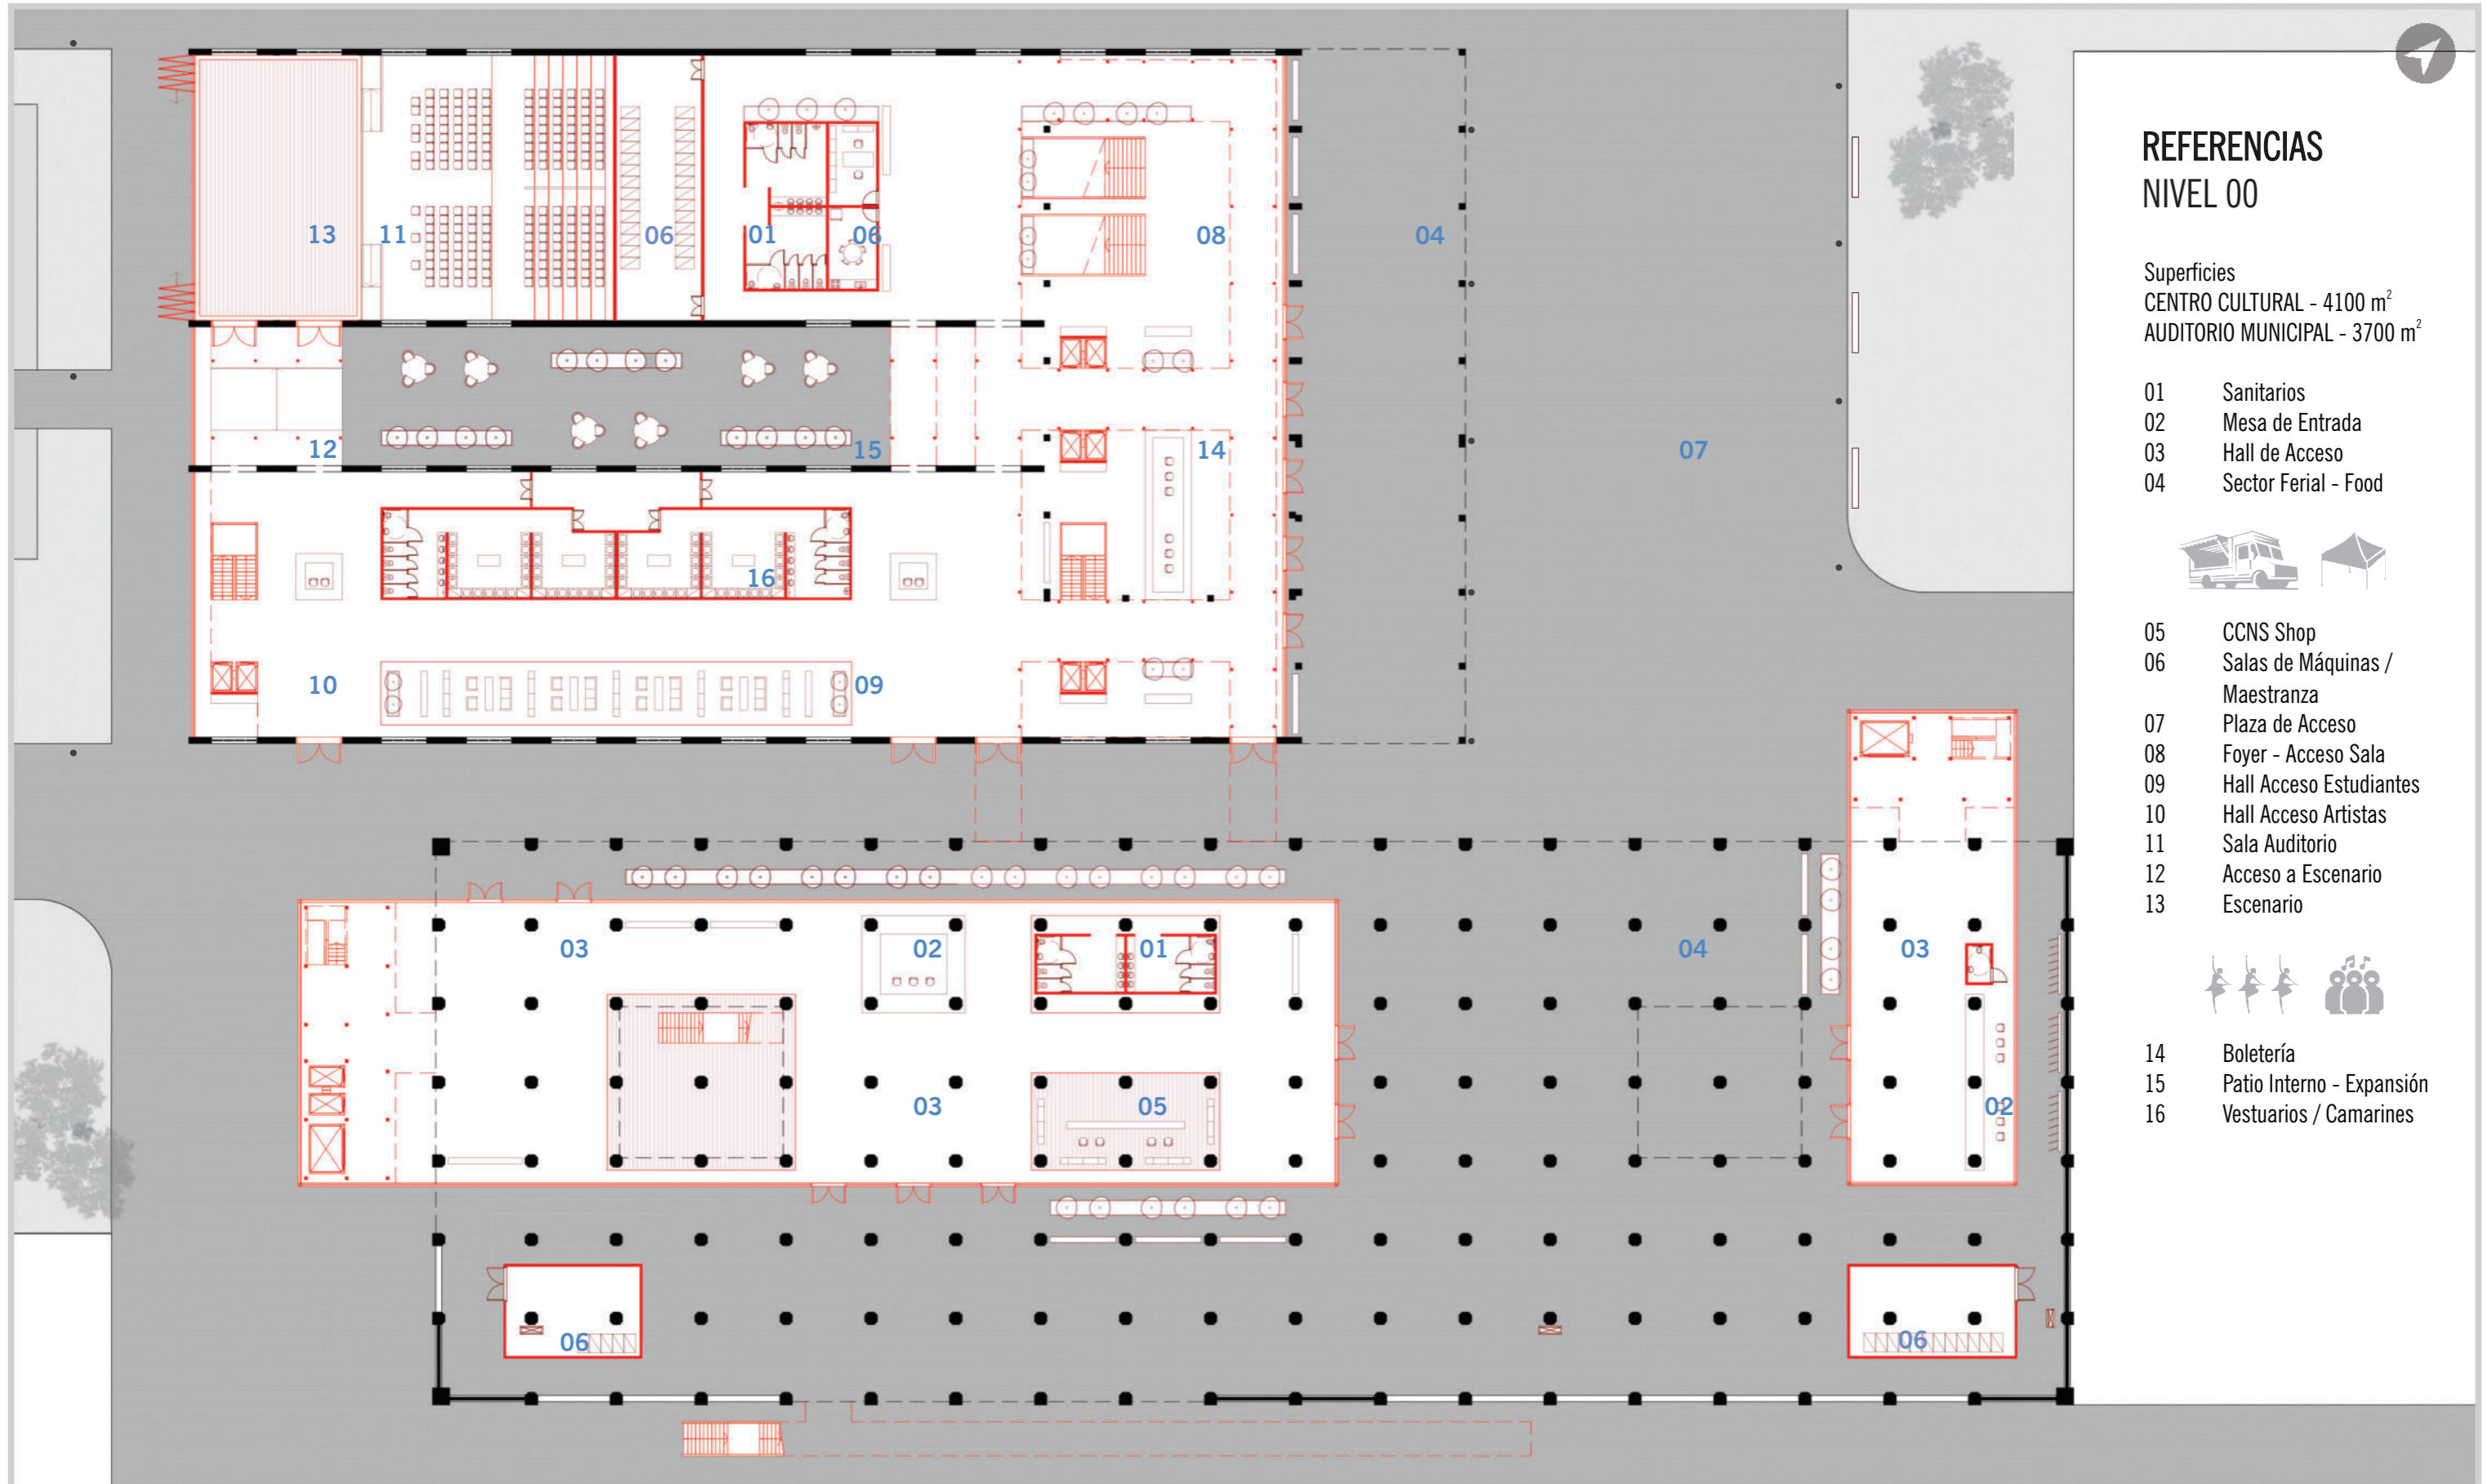 13 11 06 01 06 08 04
12 15 14 07
16
10 09
03 02 01 04 03
03 05 02
06 06
REFERENCIAS
NIVEL 00
Superficies
CENTRO CULTURAL - 4100 m²
AUDITORIO MUNICIPAL - 3700 m²
01 Sanitarios
02 Mesa de Entrada
03 Hall de Acceso
04 Sector Ferial - Food
05 CCNS Shop
06 Salas de Máquinas /
Maestranza
07 Plaza de Acceso
08 Foyer - Acceso Sala
09 Hall Acceso Estudiantes
10 Hall Acceso Artistas
11 Sala Auditorio
12 Acceso a Escenario
13 Escenario
14 Boletería
15 Patio Interno - Expansión
16 Vestuarios / Camarines